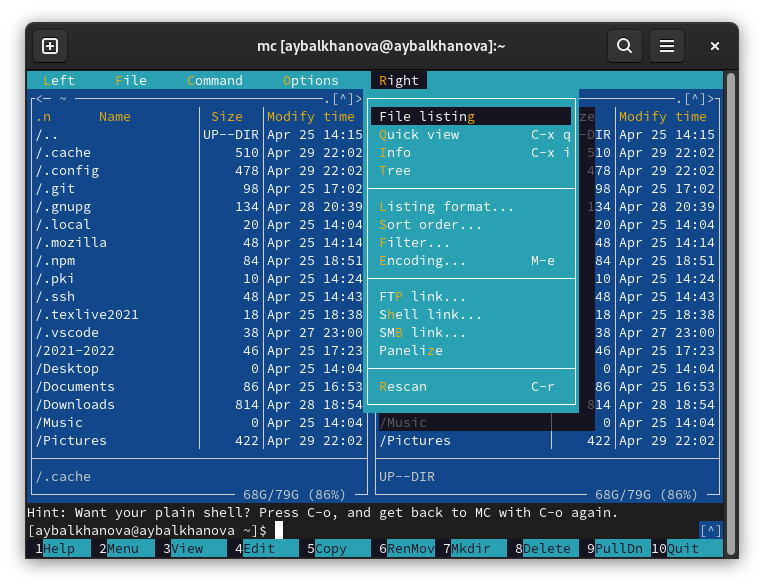 mc [aybalkhanova@aybalkhanova]:~
Left File Command Options Right
<─ ~ .[^]> .[^]>
.n Name Size Modify time File listing ze Modify time
/.. UP--DIR Apr 25 14:15 Quick view C-x q DIR Apr 25 14:15
/.cache 510 Apr 29 22:02 Info C-x i 510 Apr 29 22:02
/.config 478 Apr 29 22:02 Tree 478 Apr 29 22:02
/.git 98 Apr 25 17:02 98 Apr 25 17:02
/.gnupg 134 Apr 28 20:39 Listing format... 134 Apr 28 20:39
/.local 20 Apr 25 14:04 Sort order... 20 Apr 25 14:04
/.mozilla 48 Apr 25 14:14 Filter... 48 Apr 25 14:14
/.npm 84 Apr 25 18:51 Encoding... M-e 84 Apr 25 18:51
/.pki 10 Apr 25 14:24 10 Apr 25 14:24
/.ssh 48 Apr 25 14:43 FTP link... 48 Apr 25 14:43
/.texlive2021 18 Apr 25 18:38 Shell link... 18 Apr 25 18:38
/.vscode 38 Apr 27 23:00 SMB link... 38 Apr 27 23:00
/2021-2022 46 Apr 25 17:23 Panelize 46 Apr 25 17:23
/Desktop 0 Apr 25 14:04 0 Apr 25 14:04
/Documents 86 Apr 25 16:53 Rescan C-r 86 Apr 25 16:53
/Downloads 814 Apr 28 18:54 814 Apr 28 18:54
/Music 0 Apr 25 14:04 /Music 0 Apr 25 14:04
/Pictures 422 Apr 29 22:02 /Pictures 422 Apr 29 22:02
/.cache UP--DIR
68G/79G (86%) 68G/79G (86%)
Hint: Want your plain shell? Press C-o, and get back to MC with C-o again.
[aybalkhanova@aybalkhanova ~]$ [^]
1Help 2Menu 3View 4Edit 5Copy 6RenMov 7Mkdir 8Delete 9PullDn 10Quit